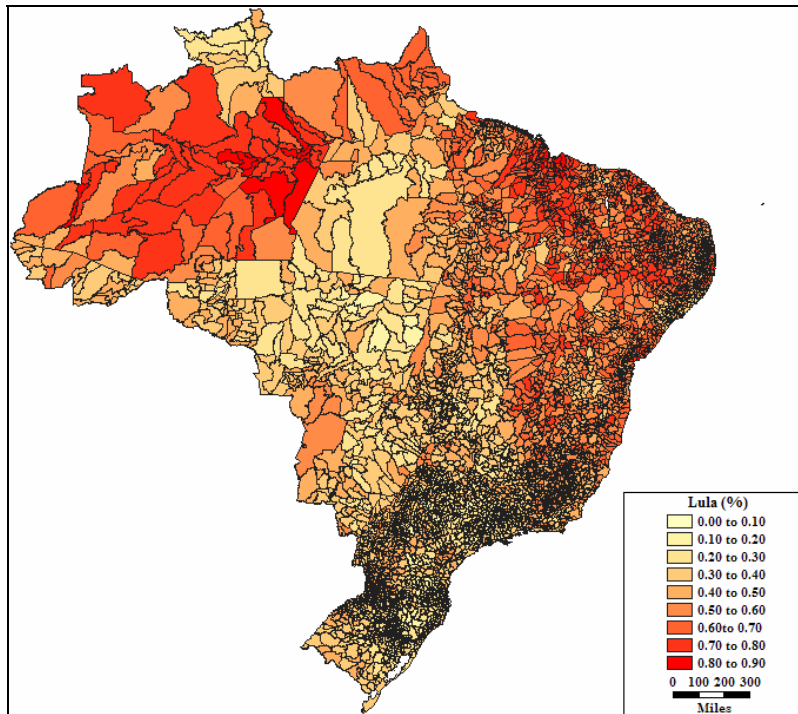 Lula (%)
0.00 to 0.10
0.10 to 0.20
0.20 to 0.30
0.30 to 0.40
0.40 to 0.50
0.50 to 0.60
0.60to 0.70
0.70 to 0.80
0.80 to 0.90
0 100 200 300
Miles